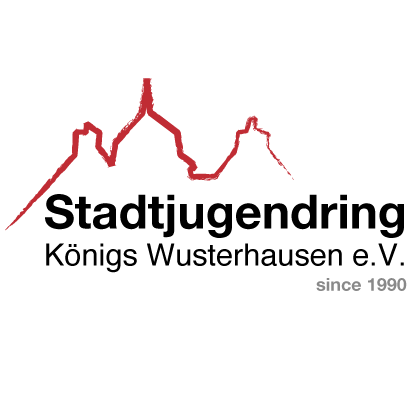 Stadtjugendring
Königs Wusterhausen e.V.
since 1990